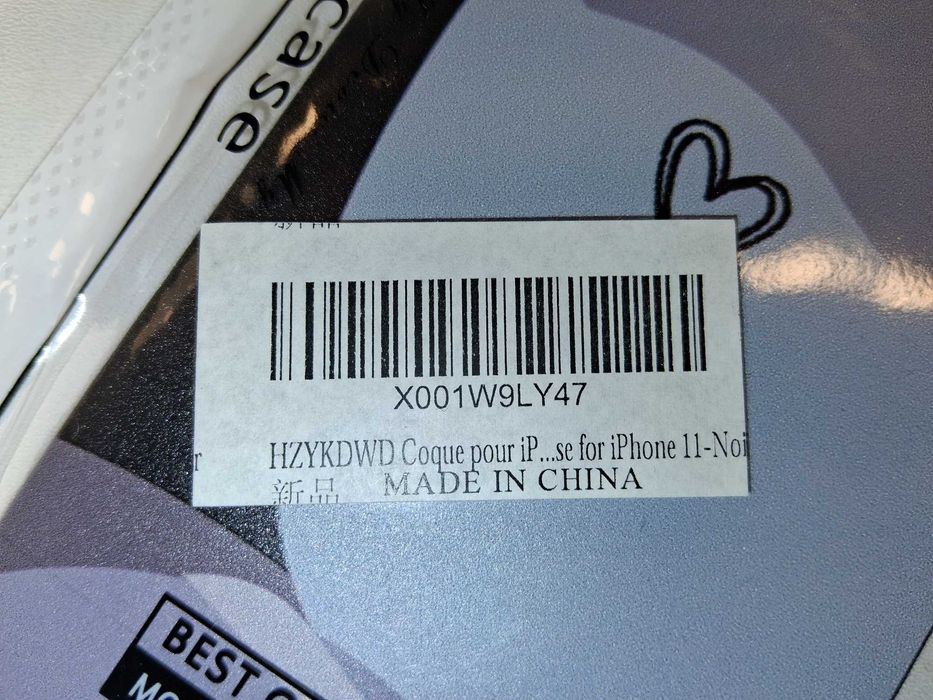 case
X001W9LY47
r HZYKDWD Coque pour iP...se for iPhone 11-Noi
新品 MADE IN CHINA
BEST